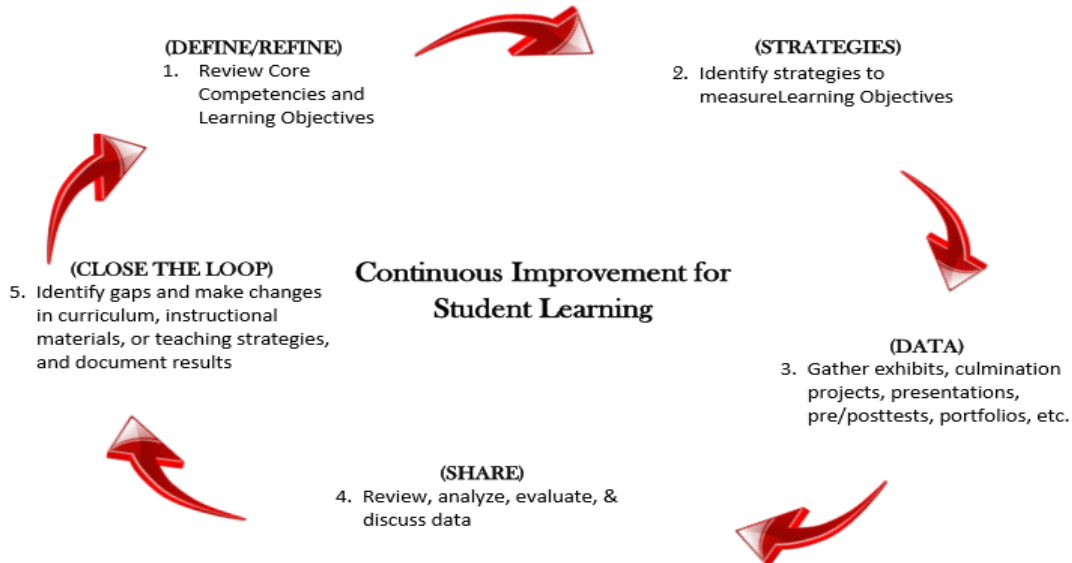 (DEFINE/REFINE)
1. Review Core
Competencies and
Learning Objectives
(STRATEGIES)
2. Identify strategies to
measureLearning Objectives
(CLOSE THE LOOP)
5. Identify gaps and make changes
in curriculum, instructional
materials, or teaching strategies,
and document results
Continuous Improvement for
Student Learning
(DATA)
3. Gather exhibits, culmination
projects, presentations,
pre/posttests, portfolios, etc.
(SHARE)
4. Review, analyze, evaluate, &
discuss data